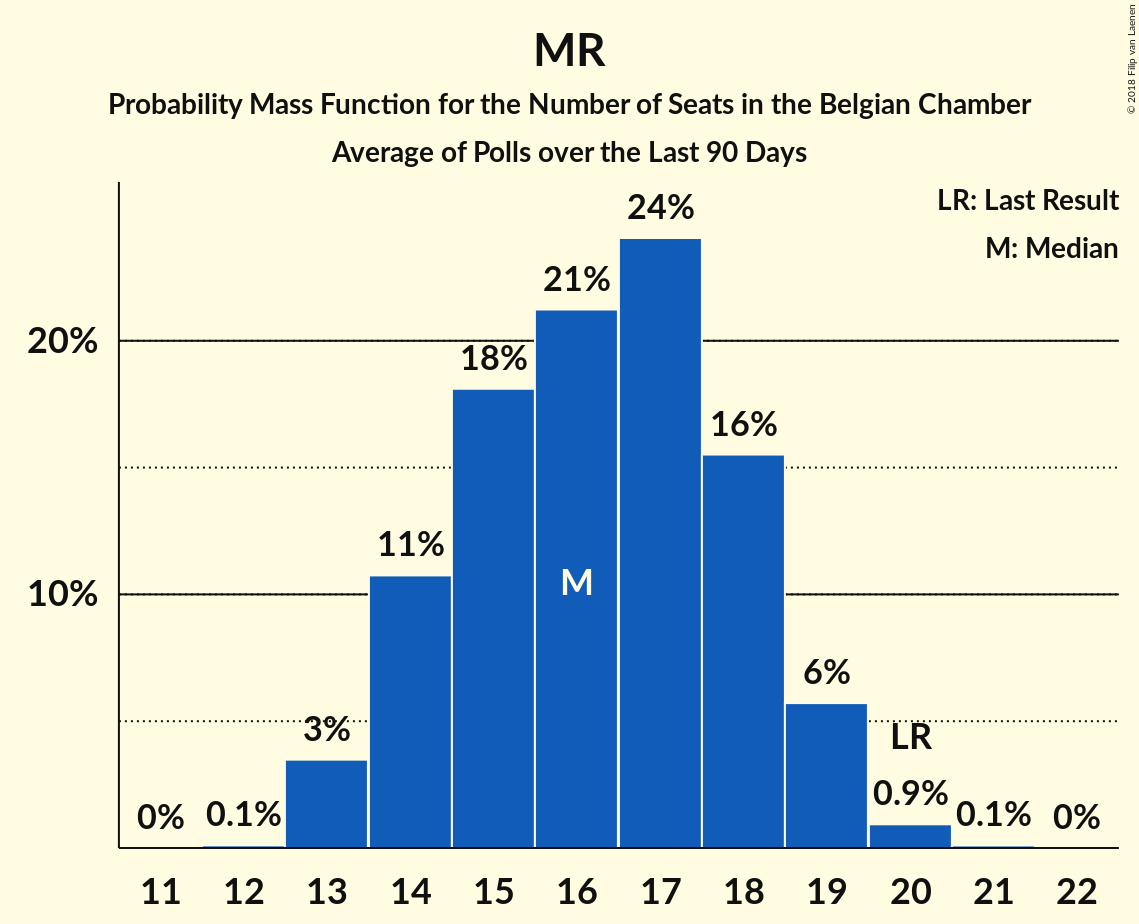 MR
Probability Mass Function for the Number of Seats in the Belgian Chamber
Average of Polls over the Last 90 Days
© 2018 Filip van Laenen
LR: Last Result
M: Median
20%
10%
0%
0.1%
3%
11%
18%
21%
24%
16%
6%
0.9%
0.1%
0%
M
LR
11 12 13 14 15 16 17 18 19 20 21 22